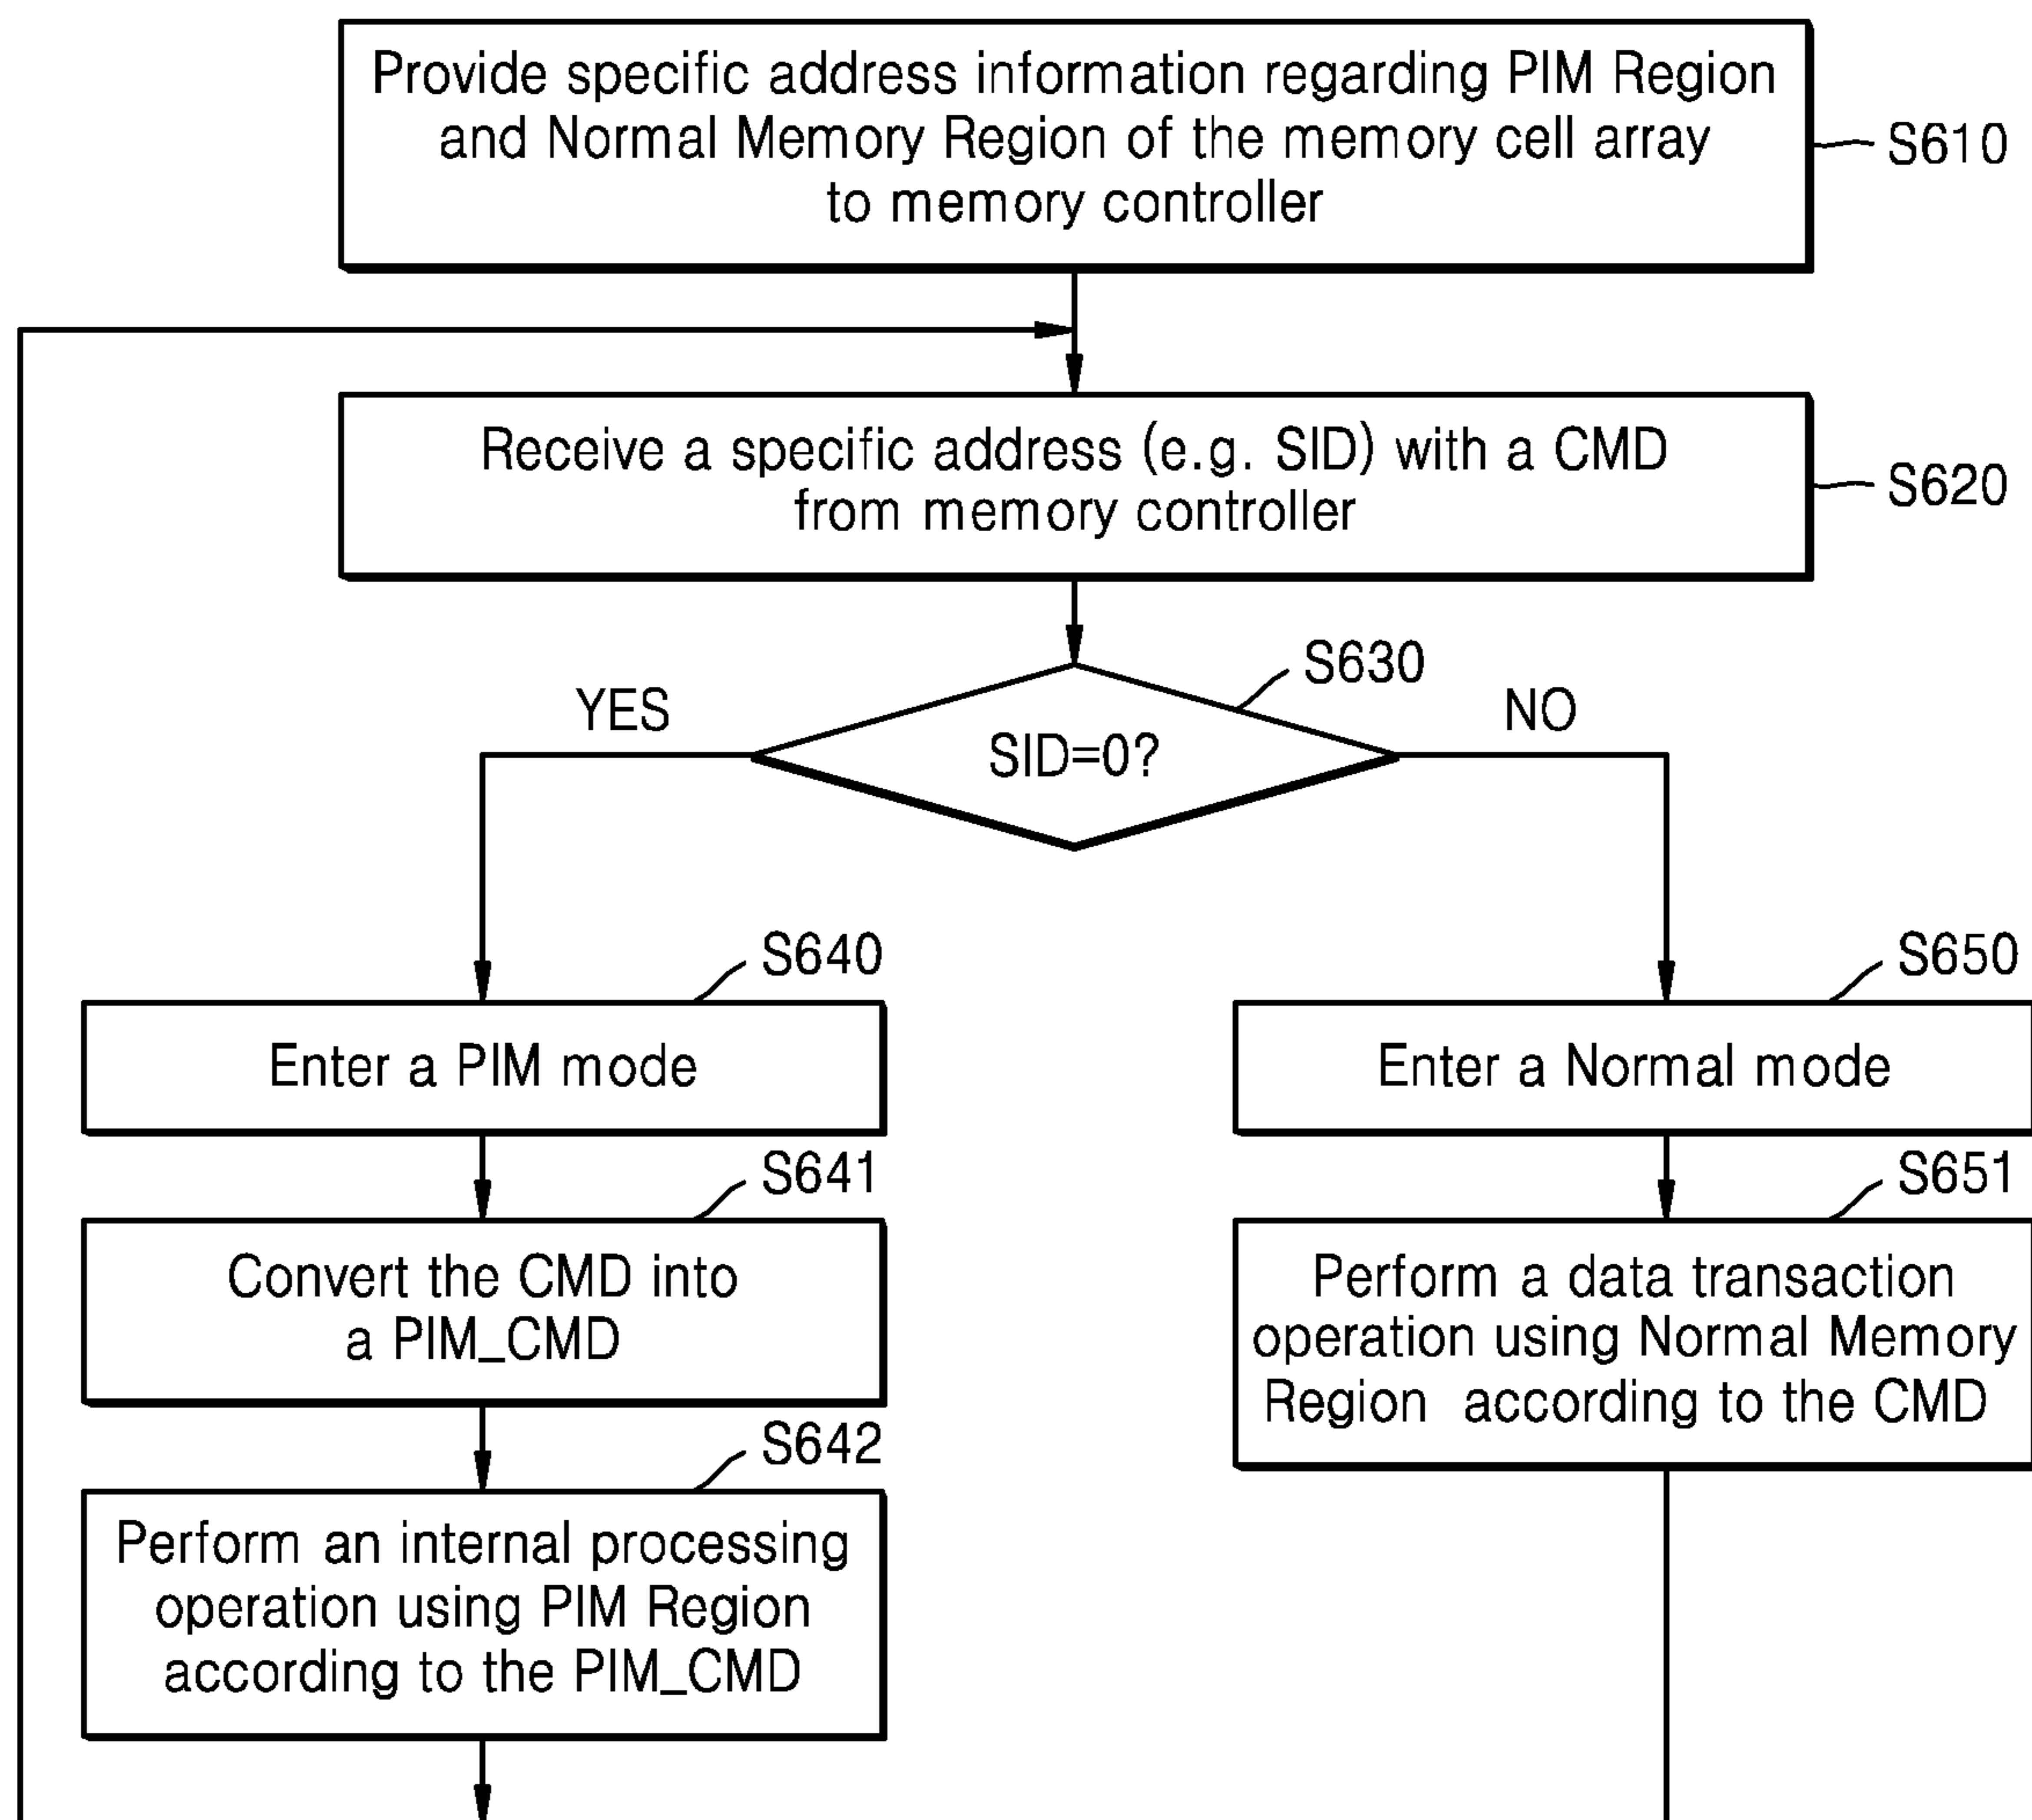 Provide specific address information regarding PIM Region
and Normal Memory Region of the memory cell array
to memory controller
S610
Receive a specific address (e.g. SID) with a CMD
from memory controller
S620
S630
YES
SID=0?
NO
S640
Enter a PIM mode
S650
Enter a Normal mode
S641
Convert the CMD into
a PIM_CMD
S651
Perform a data transaction
operation using Normal Memory
Region according to the CMD
S642
Perform an internal processing
operation using PIM Region
according to the PIM_CMD